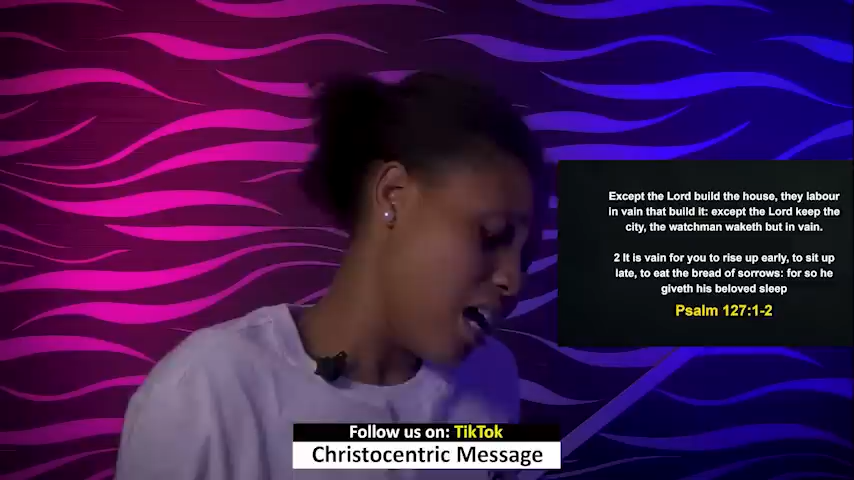 Except the Lord build the house, they labour
in vain that build it: except the Lord keep the
city, the watchman waketh but in vain.
2 It is vain for you to rise up early, to sit up
late, to eat the bread of sorrows: for so he
giveth his beloved sleep
Psalm 127:1-2
Follow us on: TikTok
Christocentric Message